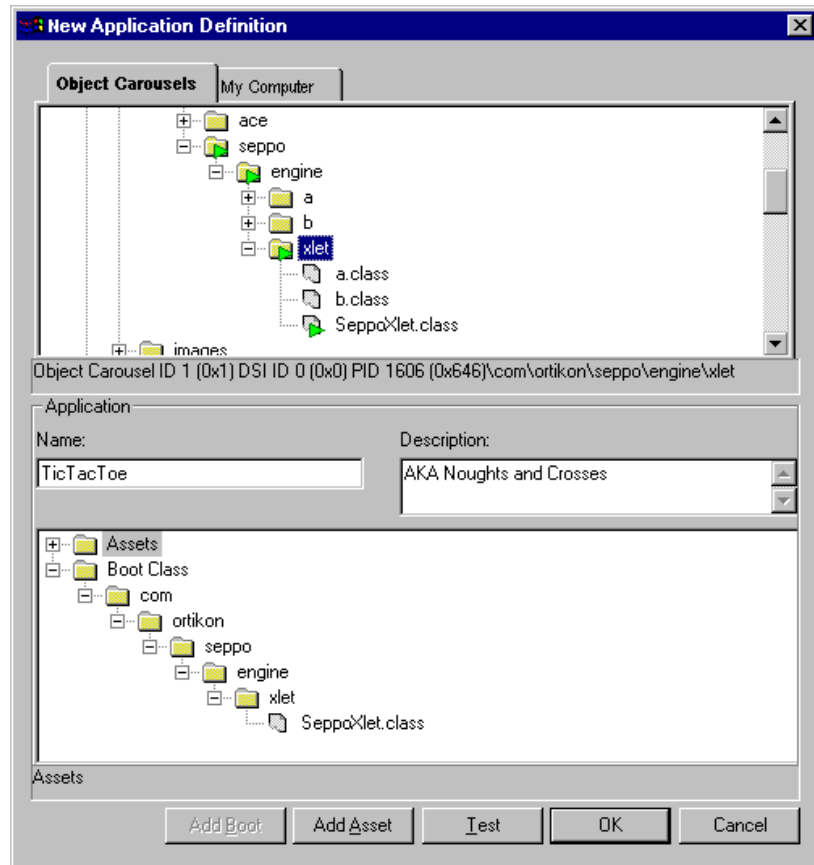 New Application Definition
Object Carousels
My Computer
ace
seppo
engine
a
b
xlet
a.class
b.class
SeppoXlet.class
images
Object Carousel ID 1 (0x1) DSI ID 0 (0x0) PID 1606 (0x646)\com\ortikon\seppo\engine\xlet
Application
Name:
Description:
TicTacToe
AKA Noughts and Crosses
Assets
Boot Class
com
ortikon
seppo
engine
xlet
SeppoXlet.class
Assets
Add Boot
Add Asset
Test
OK
Cancel